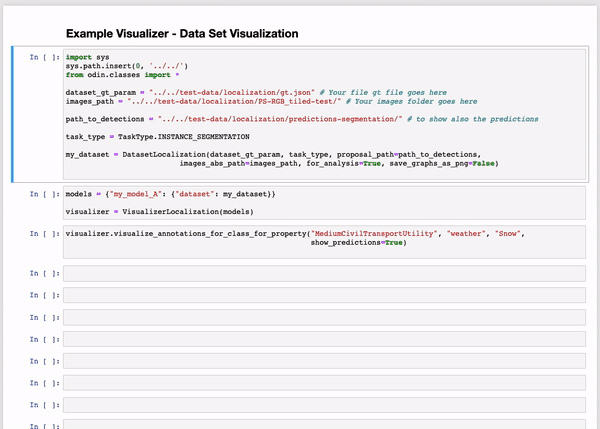 Example Visualizer - Data Set Visualization
In [ ]: import sys
sys.path.insert(0, '../../')
from odin.classes import *
dataset_gt_param = "../../test-data/localization/gt.json" # Your file gt file goes here
images_path = "../../test-data/localization/PS-RGB_tiled-test/" # Your images folder goes here
path_to_detections = "../../test-data/localization/predictions-segmentation/" # to show also the predictions
task_type = TaskType.INSTANCE_SEGMENTATION
my_dataset = DatasetLocalization(dataset_gt_param, task_type, proposal_path=path_to_detections,
images_abs_path=images_path, for_analysis=True, save_graphs_as_png=False)
In [ ]: models = {"my_model_A": {"dataset": my_dataset}}
visualizer = VisualizerLocalization(models)
In [ ]: visualizer.visualize_annotations_for_class_for_property("MediumCivilTransportUtility", "weather", "Snow",
show_predictions=True)
In [ ]:
In [ ]:
In [ ]:
In [ ]:
In [ ]:
In [ ]:
In [ ]:
In [ ]: